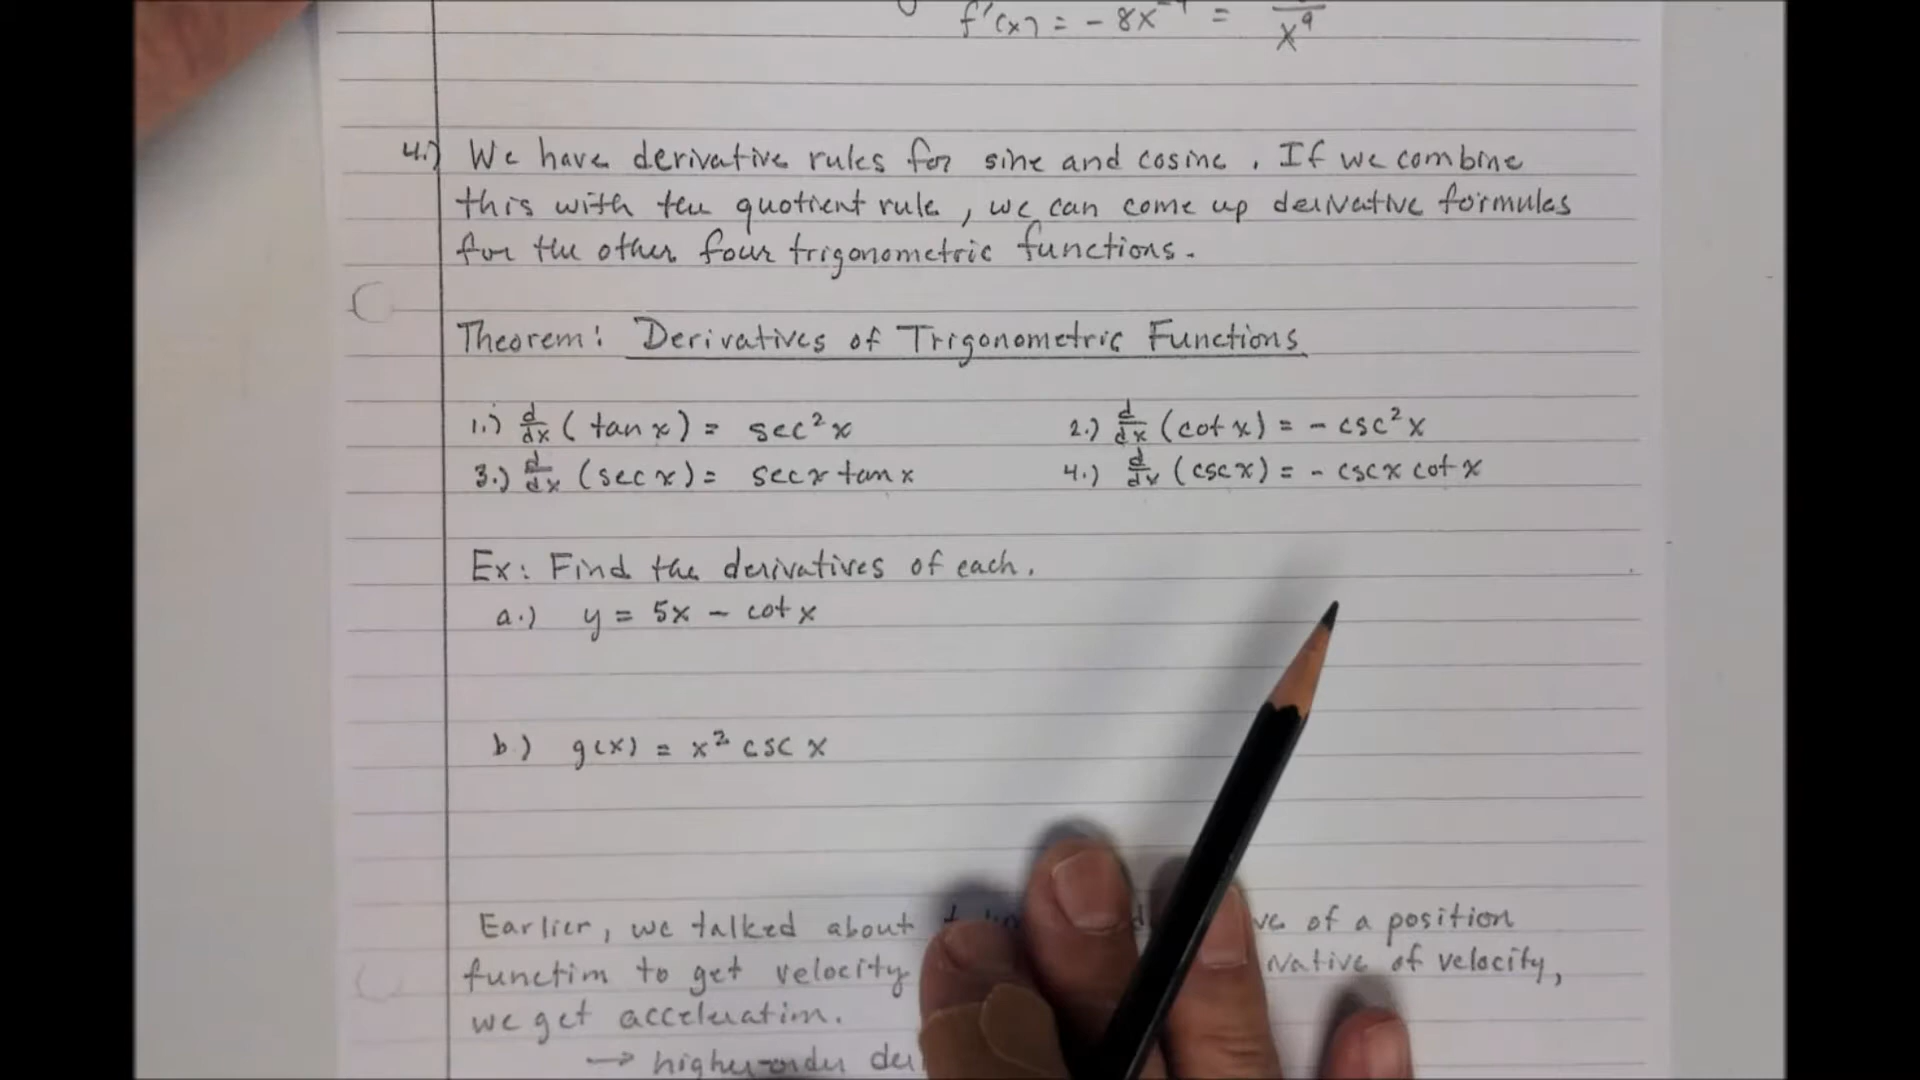 f'(x) = - 8x = x⁹
4.) We have derivative rules for sine and cosine. If we combine
this with the quotient rule, we can come up derivative formulas
for the other four trigonometric functions.
Theorem: Derivatives of Trigonometric Functions
1.) d/dx (tan x) = sec²x 2.) d/dx (cot x) = - csc²x
3.) d/dx (sec x) = sec x tan x 4.) d/dx (csc x) = - csc x cot x
Ex: Find the derivatives of each.
a.) y = 5x - cot x
b.) g(x) = x² csc x
Earlier, we talked about of a position
function to get velocity of velocity,
we get acceleration.
→ higher-order